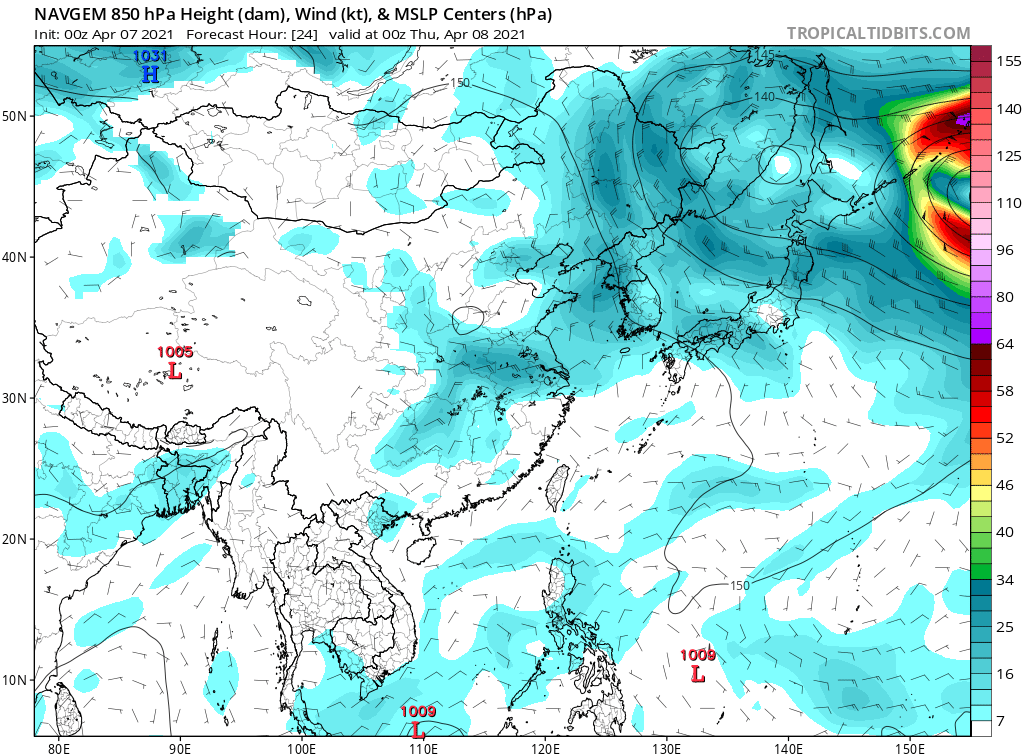 NAVGEM 850 hPa Height (dam), Wind (kt), & MSLP Centers (hPa)
Init: 00z Apr 07 2021 Forecast Hour: [24] valid at 00z Thu, Apr 08 2021
TROPICALTIDBITS.COM
1031
H
150
145
140
155
140
125
110
96
80
64
58
52
46
40
34
25
16
7
50N
40N
30N
20N
10N
1005
L
150
1009
L
1009
L
80E
90E
100E
110E
120E
130E
140E
150E